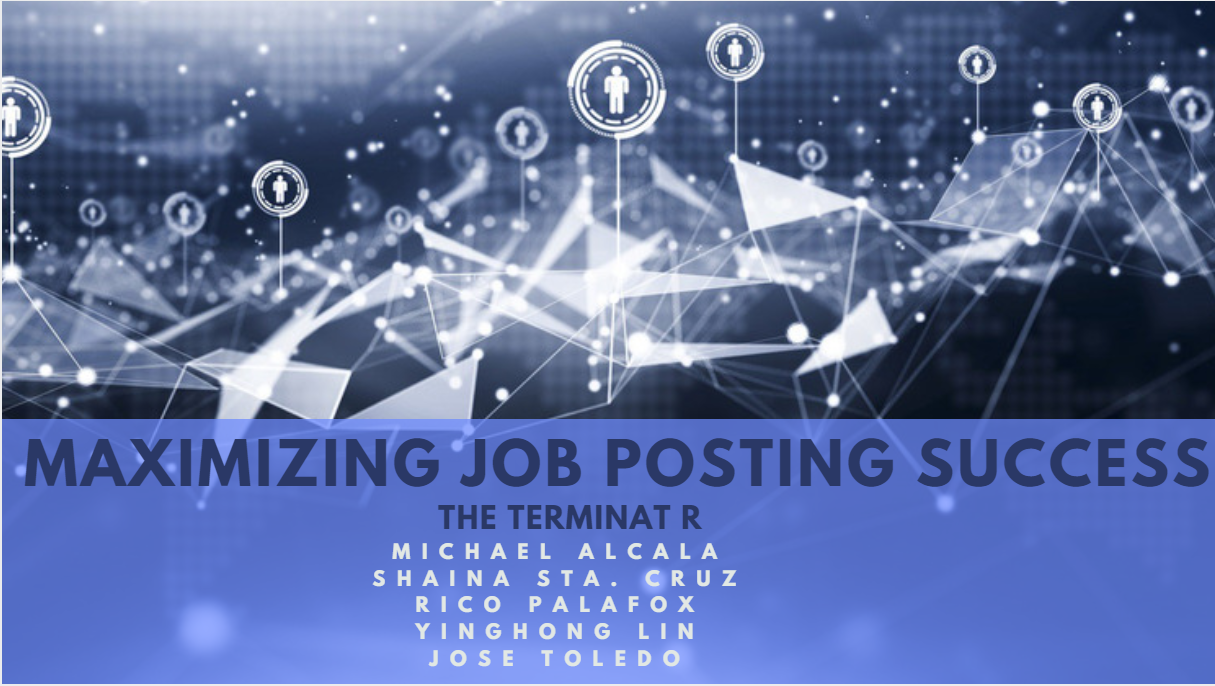 MAXIMIZING JOB POSTING SUCCESS
THE TERMINAT R
MICHAEL ALCALA
SHAINA STA. CRUZ
RICO PALAFOX
YINGHONG LIN
JOSE TOLEDO